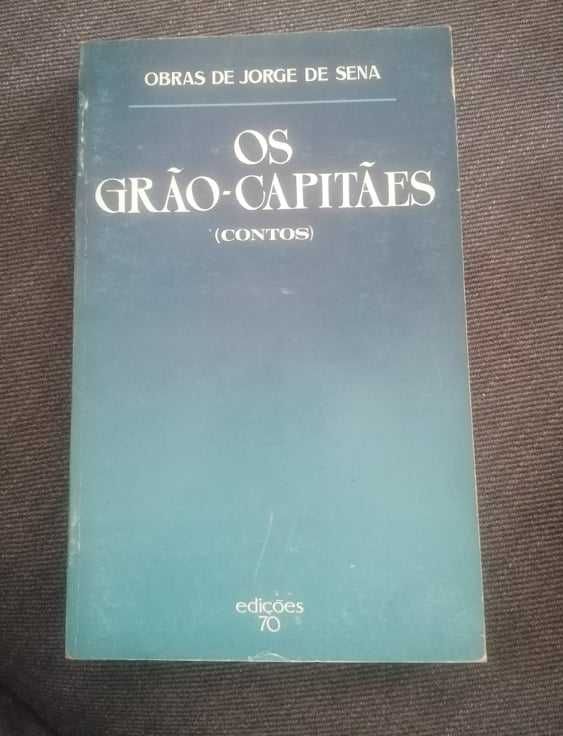 OBRAS DE JORGE DE SENA
OS
GRÃO-CAPITÃES
(CONTOS)
edições
70